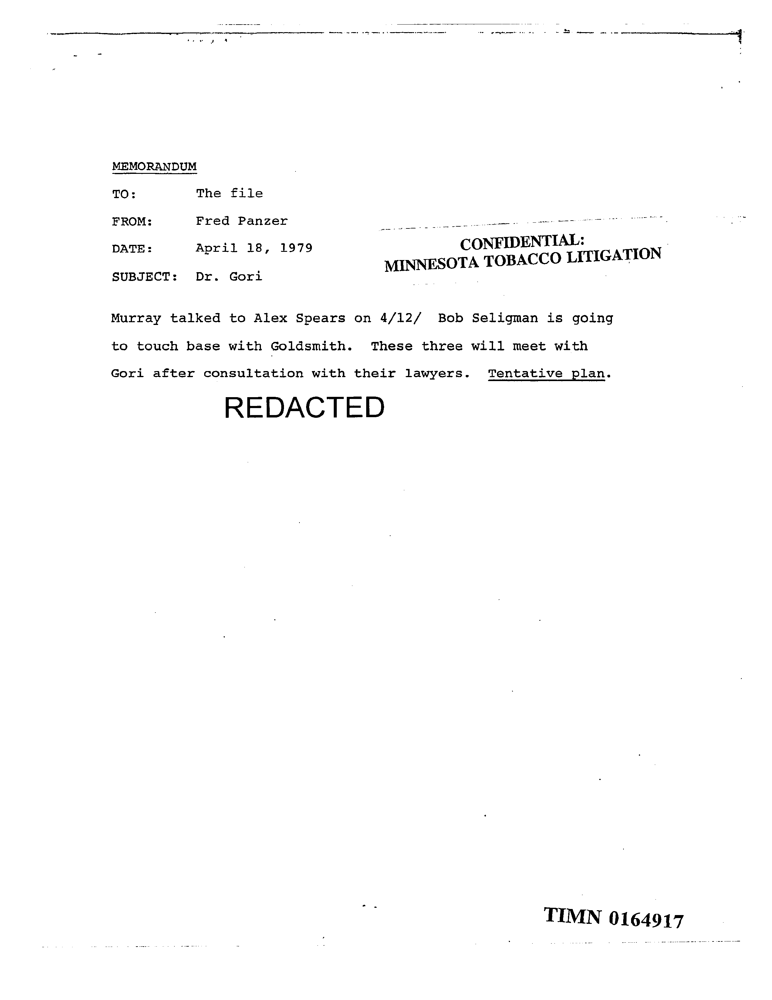 MEMORANDUM
TO: The file
FROM: Fred Panzer
DATE: April 18, 1979
SUBJECT: Dr. Gori
CONFIDENTIAL:
MINNESOTA TOBACCO LITIGATION
Murray talked to Alex Spears on 4/12/ Bob Seligman is going
to touch base with Goldsmith. These three will meet with
Gori after consultation with their lawyers. Tentative plan.
REDACTED
TIMN 0164917